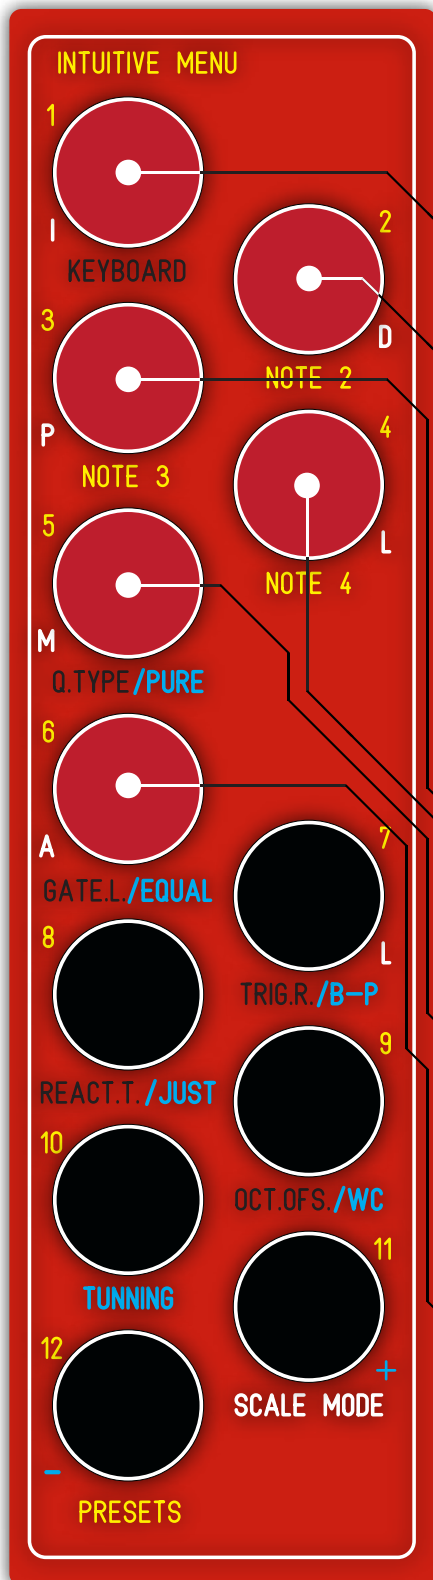 INTUITIVE MENU
1
I
KEYBOARD
2
D
NOTE 2
3
P
NOTE 3
4
L
NOTE 4
5
M
Q.TYPE/PURE
6
A
GATE.L./EQUAL
7
L
TRIG.R./B-P
8
REACT.T./JUST
9
OCT.OFS./WC
10
TUNNING
11
+
SCALE MODE
12
-
PRESETS